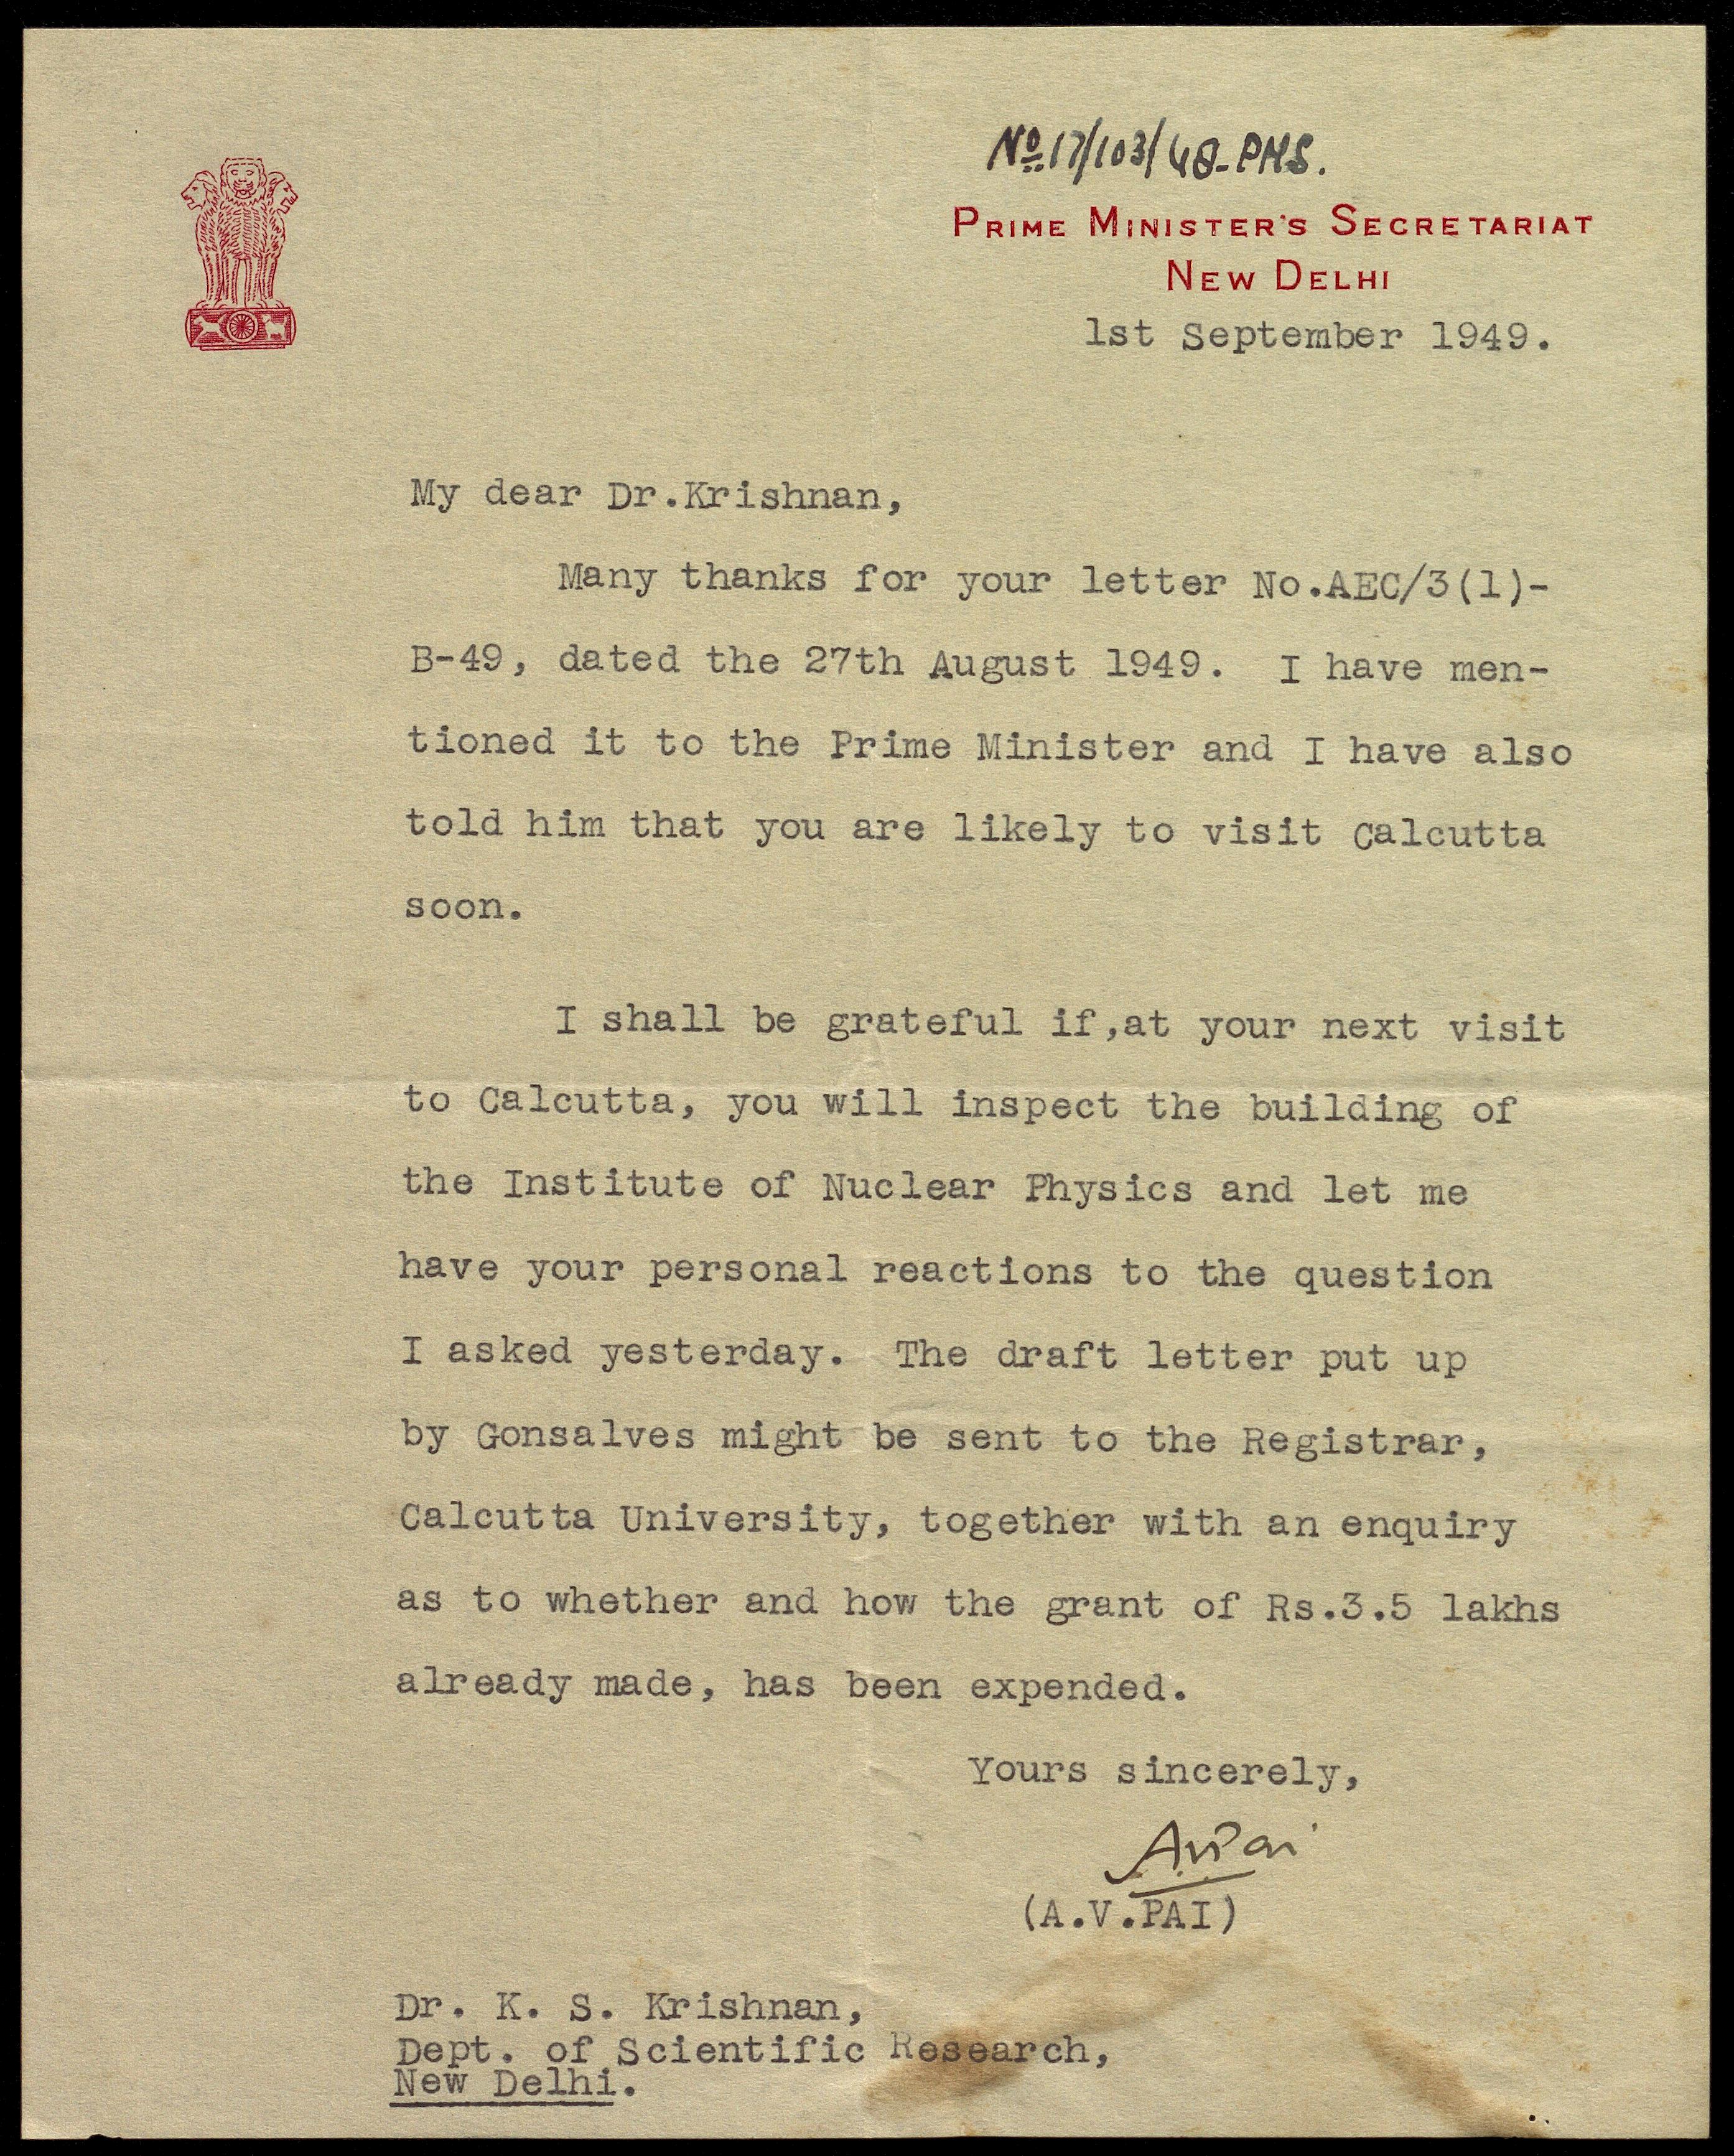 No 17/103/48-PMS.
PRIME MINISTER'S SECRETARIAT
NEW DELHI
1st September 1949.
My dear Dr.Krishnan,
Many thanks for your letter No.AEC/3(1)-
B-49, dated the 27th August 1949. I have men-
tioned it to the Prime Minister and I have also
told him that you are likely to visit Calcutta
soon.
I shall be grateful if,at your next visit
to Calcutta, you will inspect the building of
the Institute of Nuclear Physics and let me
have your personal reactions to the question
I asked yesterday. The draft letter put up
by Gonsalves might be sent to the Registrar,
Calcutta University, together with an enquiry
as to whether and how the grant of Rs.3.5 lakhs
already made, has been expended.
Yours sincerely,
AVPai
(A.V.PAI)
Dr. K. S. Krishnan,
Dept. of Scientific Research,
New Delhi.